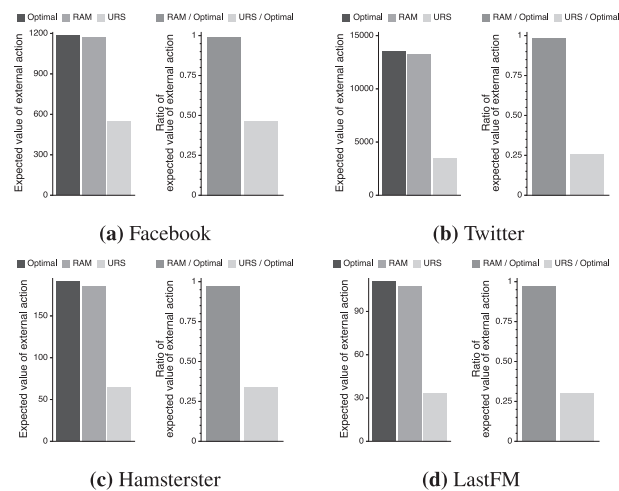 Optimal RAM URS
RAM / Optimal URS / Optimal
Expected value of external action
1200
900
600
300
0
Ratio of
expected value of external action
1
0.75
0.50
0.25
0
(a) Facebook
Optimal RAM URS
RAM / Optimal URS / Optimal
Expected value of external action
15000
10000
5000
0
Ratio of
expected value of external action
1
0.75
0.50
0.25
0
(b) Twitter
Optimal RAM URS
RAM / Optimal URS / Optimal
Expected value of external action
150
100
50
0
Ratio of
expected value of external action
1
0.75
0.50
0.25
0
(c) Hamsterster
Optimal RAM URS
RAM / Optimal URS / Optimal
Expected value of external action
90
60
30
0
Ratio of
expected value of external action
1
0.75
0.50
0.25
0
(d) LastFM